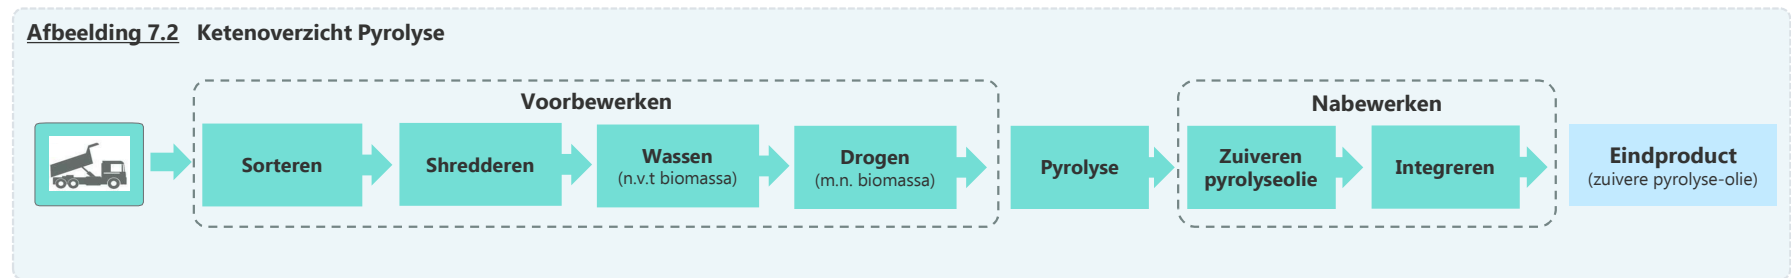 Afbeelding 7.2 Ketenoverzicht Pyrolyse
Voorbewerken
Nabewerken
Sorteren
Shredderen
Wassen
(n.v.t biomassa)
Drogen
(m.n. biomassa)
Pyrolyse
Zuiveren
pyrolyseolie
Integreren
Eindproduct
(zuivere pyrolyse-olie)